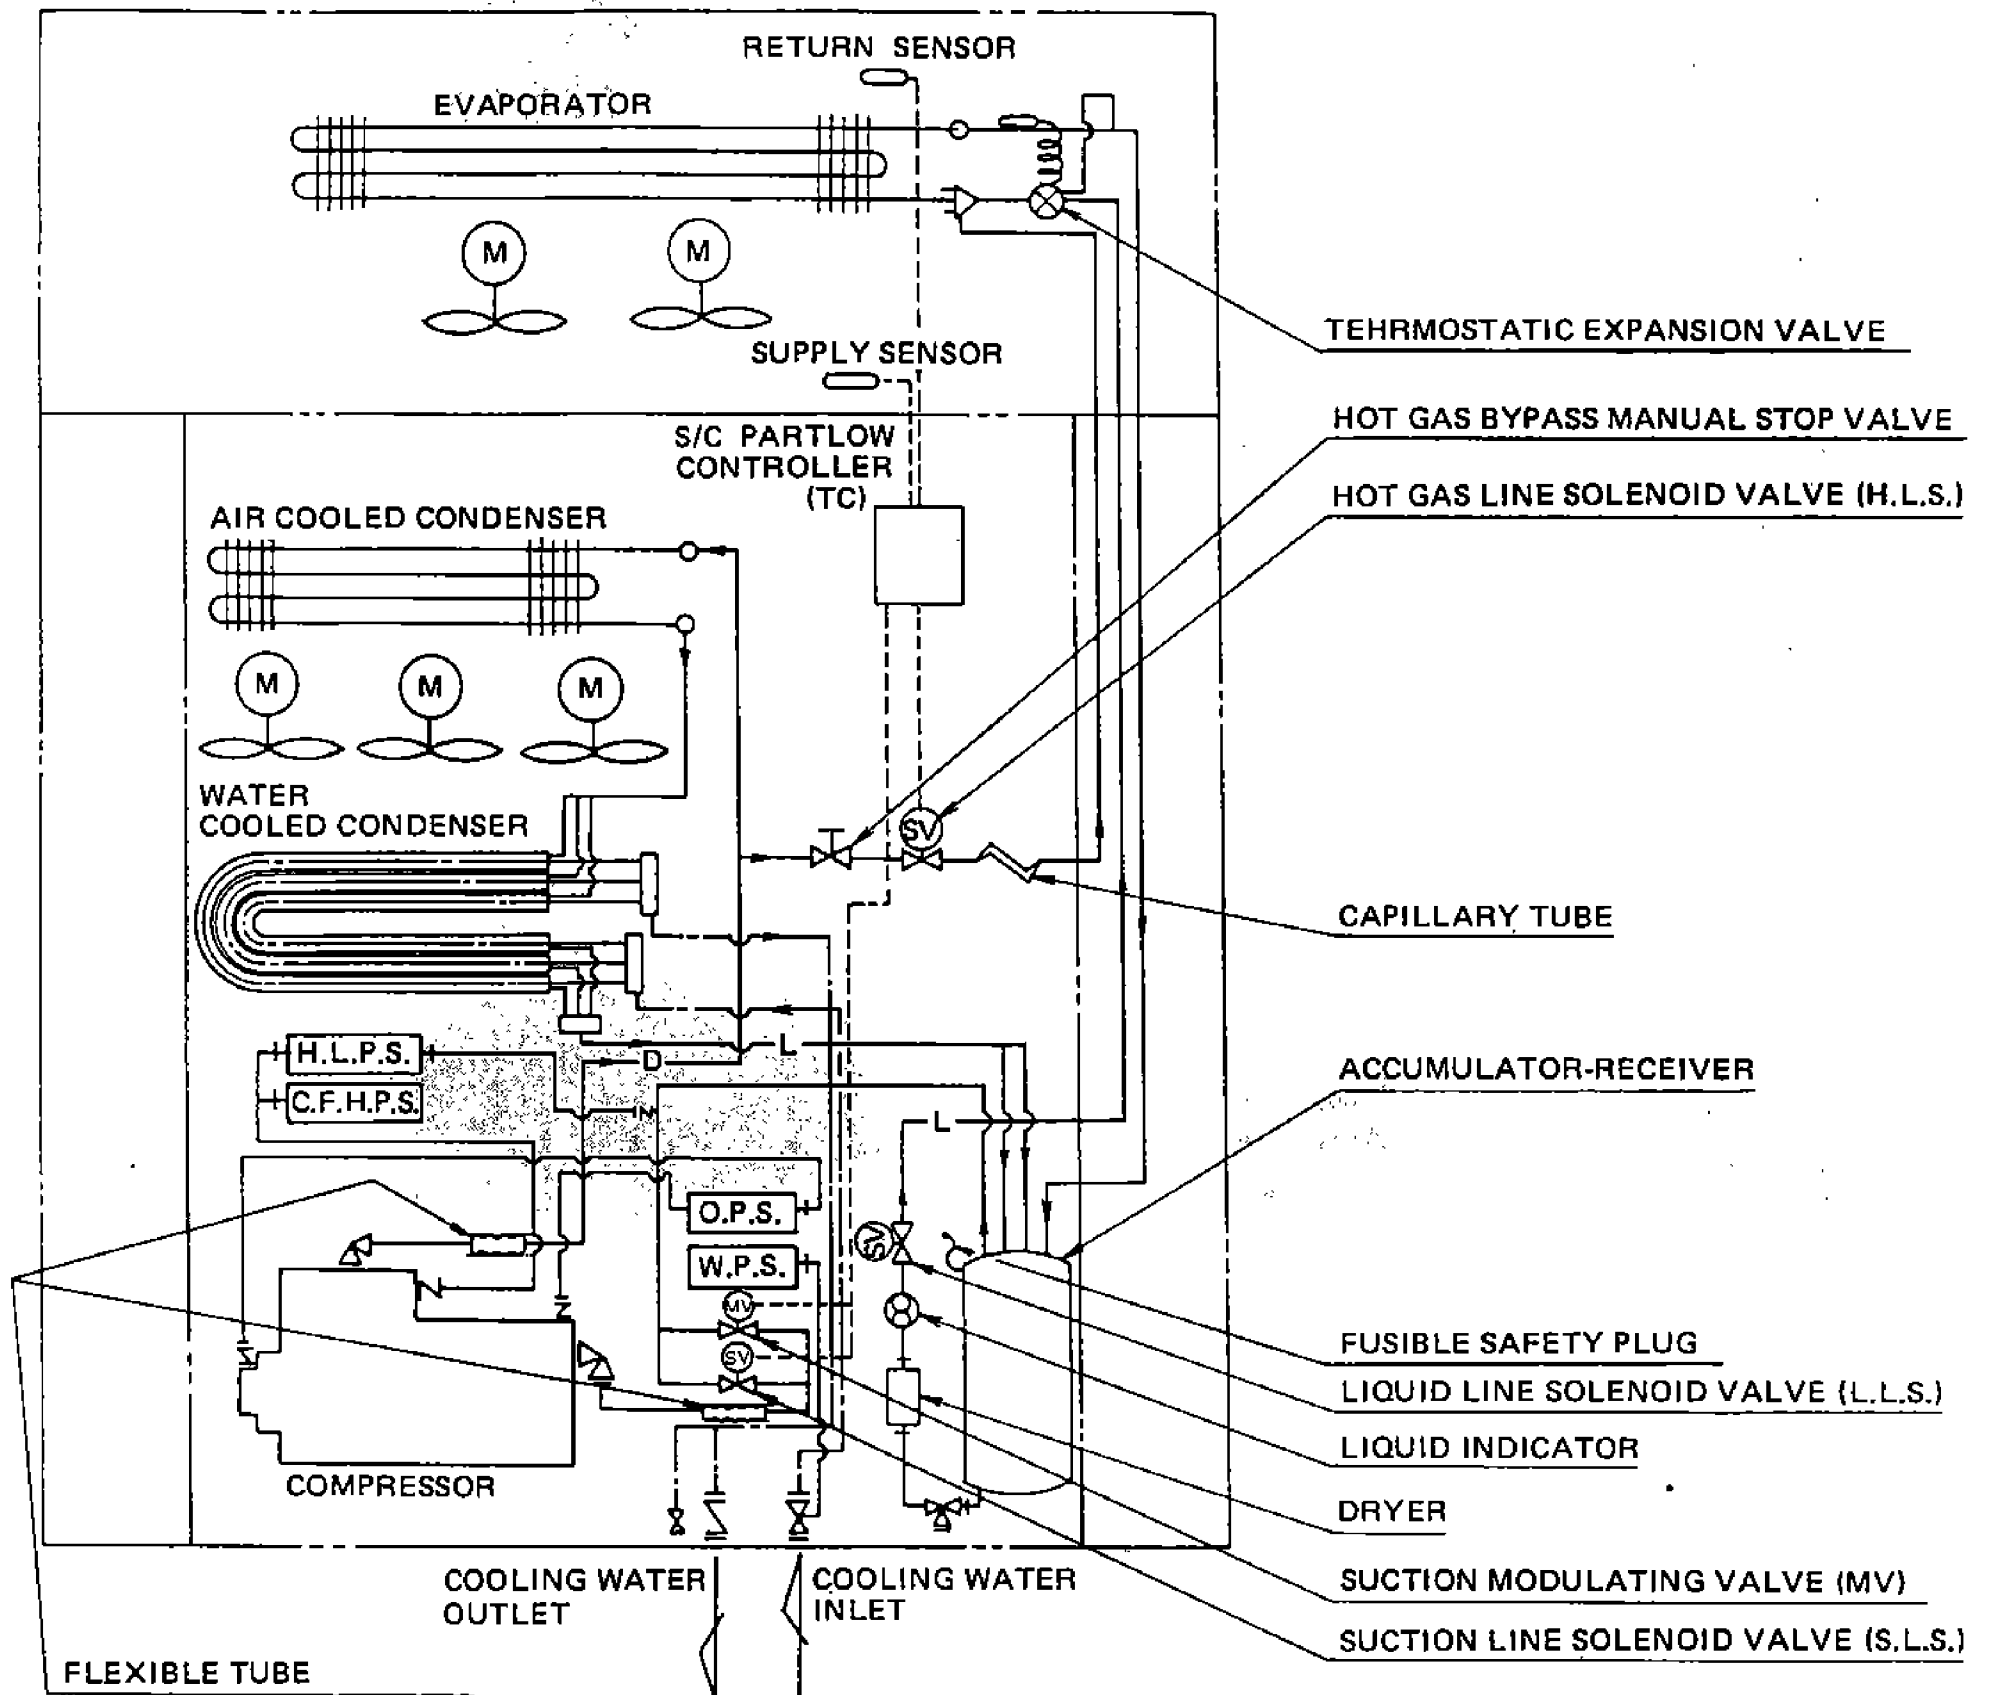 RETURN SENSOR
EVAPORATOR
M
M
TEHRMOSTATIC EXPANSION VALVE
SUPPLY SENSOR
HOT GAS BYPASS MANUAL STOP VALVE
S/C PARTLOW
CONTROLLER
(TC)
HOT GAS LINE SOLENOID VALVE (H.L.S.)
AIR COOLED CONDENSER
M
M
M
WATER
COOLED CONDENSER
SV
CAPILLARY TUBE
H.L.P.S.
L
D
ACCUMULATOR-RECEIVER
C.F.H.P.S.
L
O.P.S.
SV
W.P.S.
MV
FUSIBLE SAFETY PLUG
SV
LIQUID LINE SOLENOID VALVE (L.L.S.)
LIQUID INDICATOR
COMPRESSOR
DRYER
COOLING WATER
OUTLET
COOLING WATER
INLET
SUCTION MODULATING VALVE (MV)
SUCTION LINE SOLENOID VALVE (S.L.S.)
FLEXIBLE TUBE